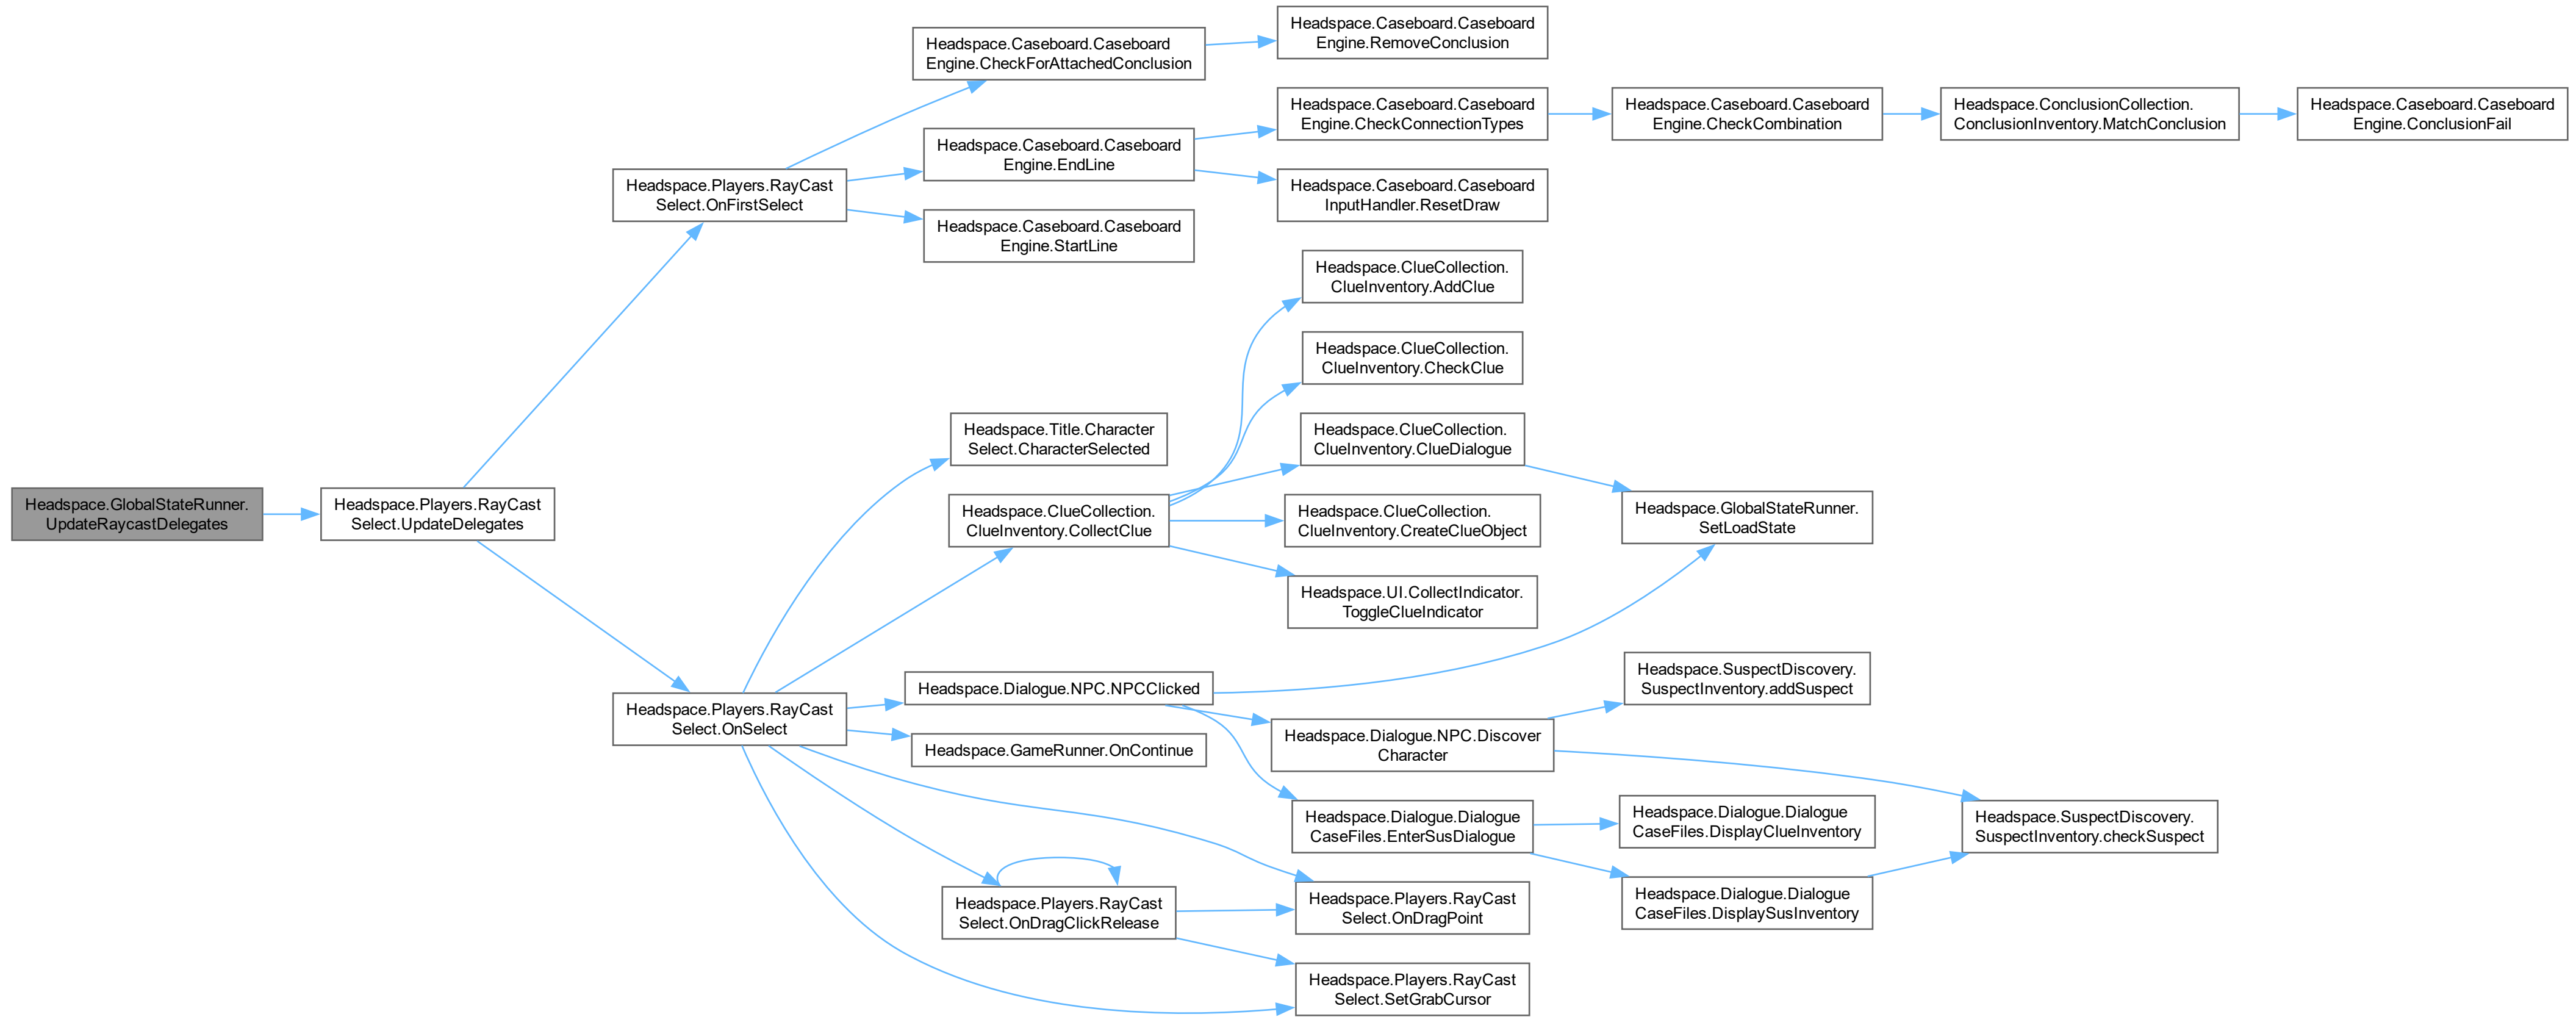 Headspace.GlobalStateRunner.
UpdateRaycastDelegates
Headspace.Players.RayCast
Select.UpdateDelegates
Headspace.Players.RayCast
Select.OnFirstSelect
Headspace.Caseboard.Caseboard
Engine.CheckForAttachedConclusion
Headspace.Caseboard.Caseboard
Engine.RemoveConclusion
Headspace.Caseboard.Caseboard
Engine.EndLine
Headspace.Caseboard.Caseboard
Engine.CheckConnectionTypes
Headspace.Caseboard.Caseboard
Engine.CheckCombination
Headspace.ConclusionCollection.
ConclusionInventory.MatchConclusion
Headspace.Caseboard.Caseboard
Engine.ConclusionFail
Headspace.Caseboard.Caseboard
InputHandler.ResetDraw
Headspace.Caseboard.Caseboard
Engine.StartLine
Headspace.Players.RayCast
Select.OnSelect
Headspace.Title.Character
Select.CharacterSelected
Headspace.ClueCollection.
ClueInventory.CollectClue
Headspace.ClueCollection.
ClueInventory.AddClue
Headspace.ClueCollection.
ClueInventory.CheckClue
Headspace.ClueCollection.
ClueInventory.ClueDialogue
Headspace.GlobalStateRunner.
SetLoadState
Headspace.ClueCollection.
ClueInventory.CreateClueObject
Headspace.UI.CollectIndicator.
ToggleClueIndicator
Headspace.Dialogue.NPC.NPCClicked
Headspace.Dialogue.NPC.Discover
Character
Headspace.SuspectDiscovery.
SuspectInventory.addSuspect
Headspace.SuspectDiscovery.
SuspectInventory.checkSuspect
Headspace.Dialogue.Dialogue
CaseFiles.EnterSusDialogue
Headspace.Dialogue.Dialogue
CaseFiles.DisplayClueInventory
Headspace.Dialogue.Dialogue
CaseFiles.DisplaySusInventory
Headspace.GameRunner.OnContinue
Headspace.Players.RayCast
Select.OnDragClickRelease
Headspace.Players.RayCast
Select.OnDragPoint
Headspace.Players.RayCast
Select.SetGrabCursor